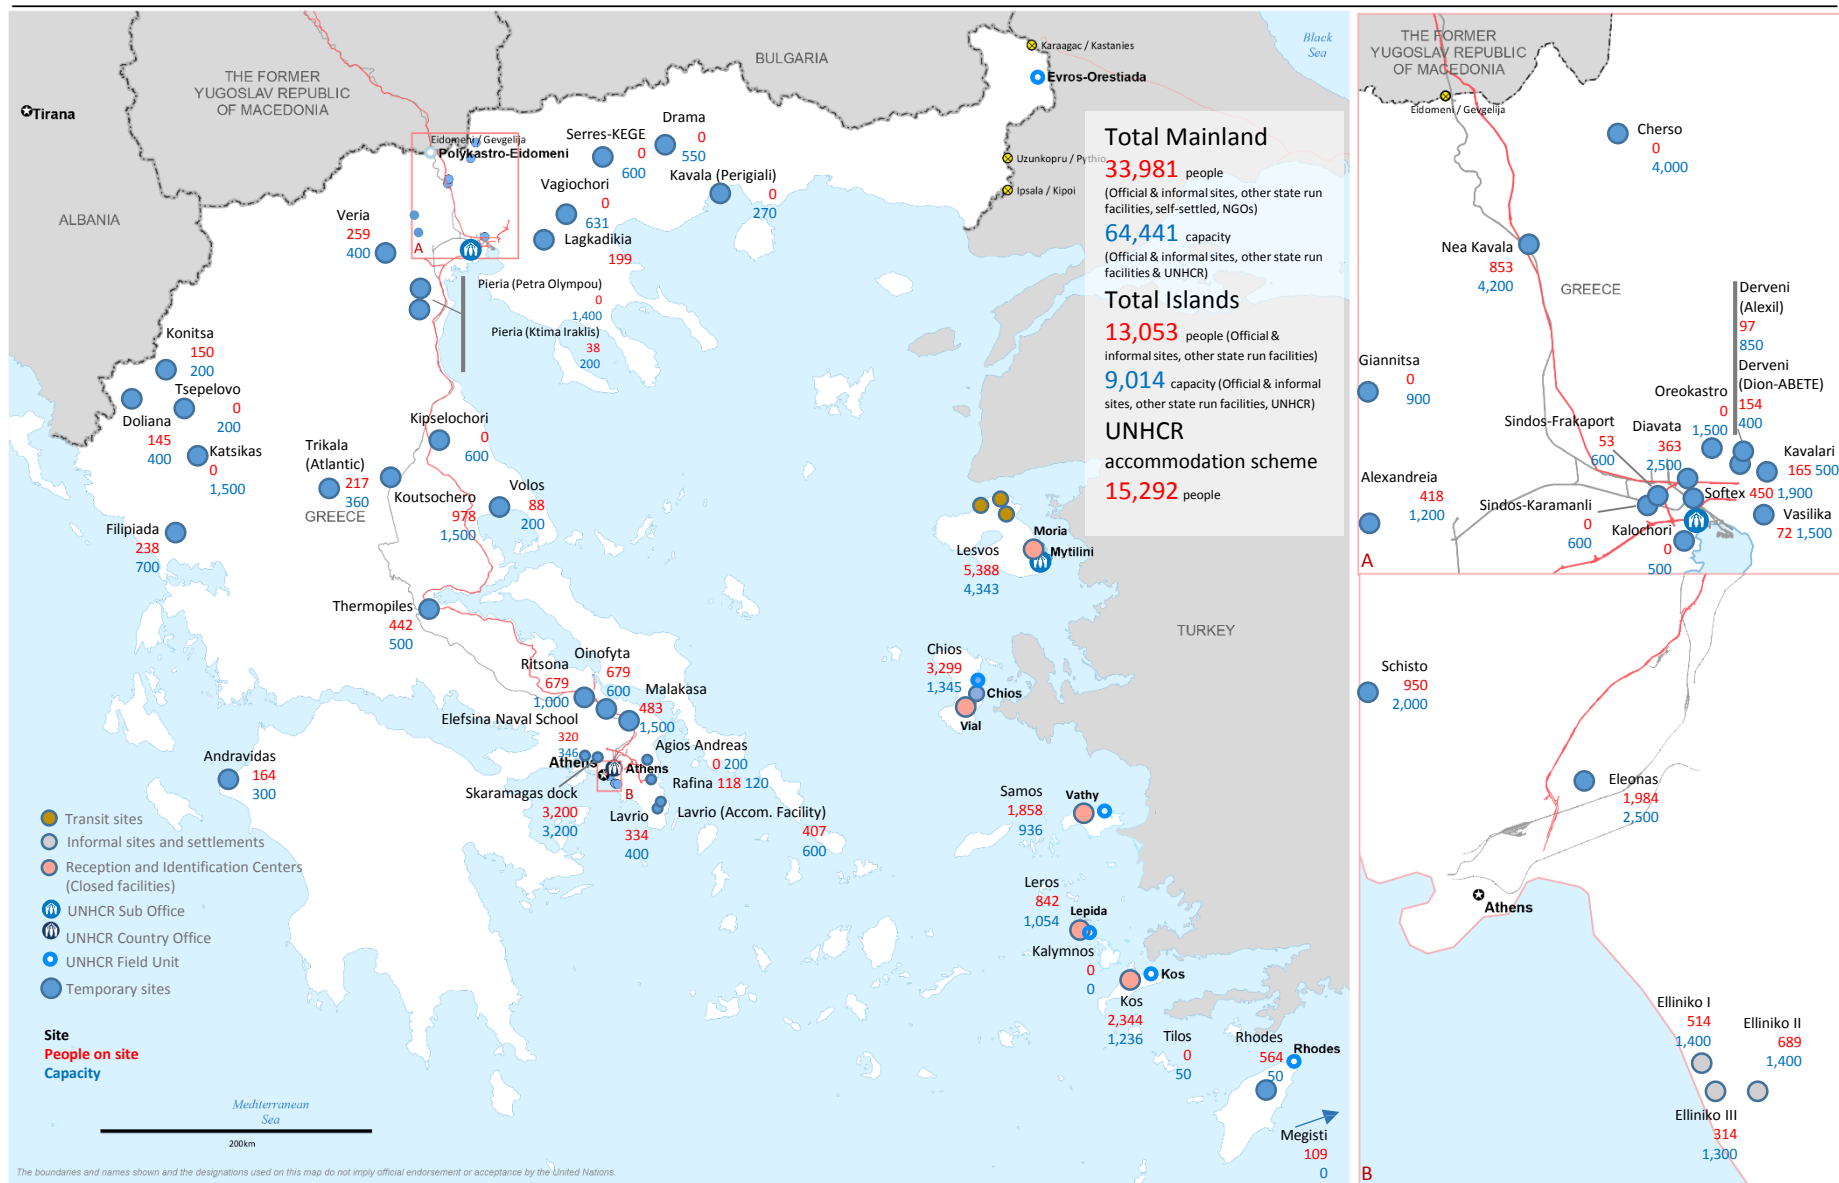 THE FORMER
YUGOSLAV REPUBLIC
OF MACEDONIA
BULGARIA
Black
Sea
Tirana
ALBANIA
Karaagac / Kastanies
Evros-Orestiada
Uzunkopru / Pythio
Ipsala / Kipoi
Eidomeni / Gevgelija
Polykastro-Eidomeni
A
Serres-KEGE
0
600
Drama
0
550
Kavala (Perigiali)
0
270
Vagiochori
0
631
Lagkadikia
199
Veria
259
400
Pieria (Petra Olympou)
0
1,400
Pieria (Ktima Iraklis)
38
200
Konitsa
150
200
Tsepelovo
0
200
Doliana
145
400
Katsikas
0
1,500
Kipselochori
0
600
Trikala
(Atlantic)
217
360
Koutsochero
978
1,500
Volos
88
200
GREECE
Filipiada
238
700
Thermopiles
442
500
Ritsona
679
1,000
Oinofyta
679
600
Malakasa
483
1,500
Elefsina Naval School
320
346
Athens
Athens
B
Agios Andreas
0 200
Rafina 118 120
Skaramagas dock
3,200
3,200
Lavrio
334
400
Lavrio (Accom. Facility)
407
600
Andravidas
164
300
Total Mainland
33,981 people
(Official & informal sites, other state run
facilities, self-settled, NGOs)
64,441 capacity
(Official & informal sites, other state run
facilities & UNHCR)
Total Islands
13,053 people (Official &
informal sites, other state run facilities)
9,014 capacity (Official & informal
sites, other state run facilities, UNHCR)
UNHCR
accommodation scheme
15,292 people
Moria
Mytilini
Lesvos
5,388
4,343
TURKEY
Chios
3,299
1,345
Chios
Vial
Samos
1,858
936
Vathy
Leros
842
1,054
Lepida
Kalymnos
0
0
Kos
Kos
2,344
1,236
Tilos
0
50
Rhodes
564
50
Rhodes
Megisti
109
0
Transit sites
Informal sites and settlements
Reception and Identification Centers
(Closed facilities)
UNHCR Sub Office
UNHCR Country Office
UNHCR Field Unit
Temporary sites
Site
People on site
Capacity
Mediterranean
Sea
200km
The boundaries and names shown and the designations used on this map do not imply official endorsement or acceptance by the United Nations.
THE FORMER
YUGOSLAV REPUBLIC
OF MACEDONIA
Eidomeni / Gevgelija
Cherso
0
4,000
Nea Kavala
853
4,200
GREECE
Derveni
(Alexil)
97
850
Derveni
(Dion-ABETE)
154
400
Giannitsa
0
900
Oreokastro
0
1,500
Sindos-Frakaport
53
600
Diavata
363
2,500
Kavalari
165 500
Alexandreia
418
1,200
Sindos-Karamanli
0
600
Softex 450 1,900
Vasilika
72 1,500
Kalochori
0
500
A
Schisto
950
2,000
Eleonas
1,984
2,500
Athens
Elliniko I
514
1,400
Elliniko II
689
1,400
Elliniko III
314
1,300
B